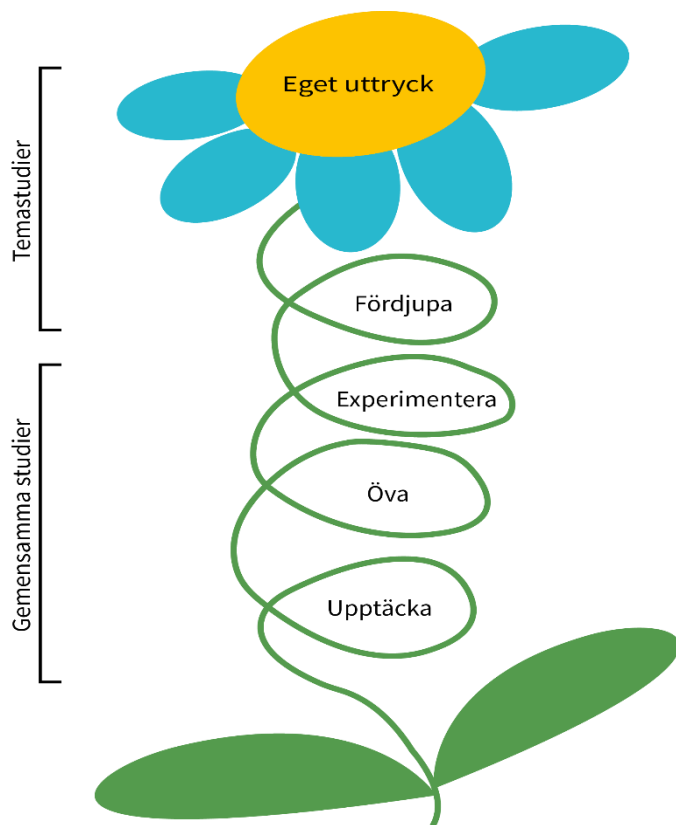 Eget uttryck
Temastudier
Fördjupa
Experimentera
Öva
Gemensamma studier
Upptäcka